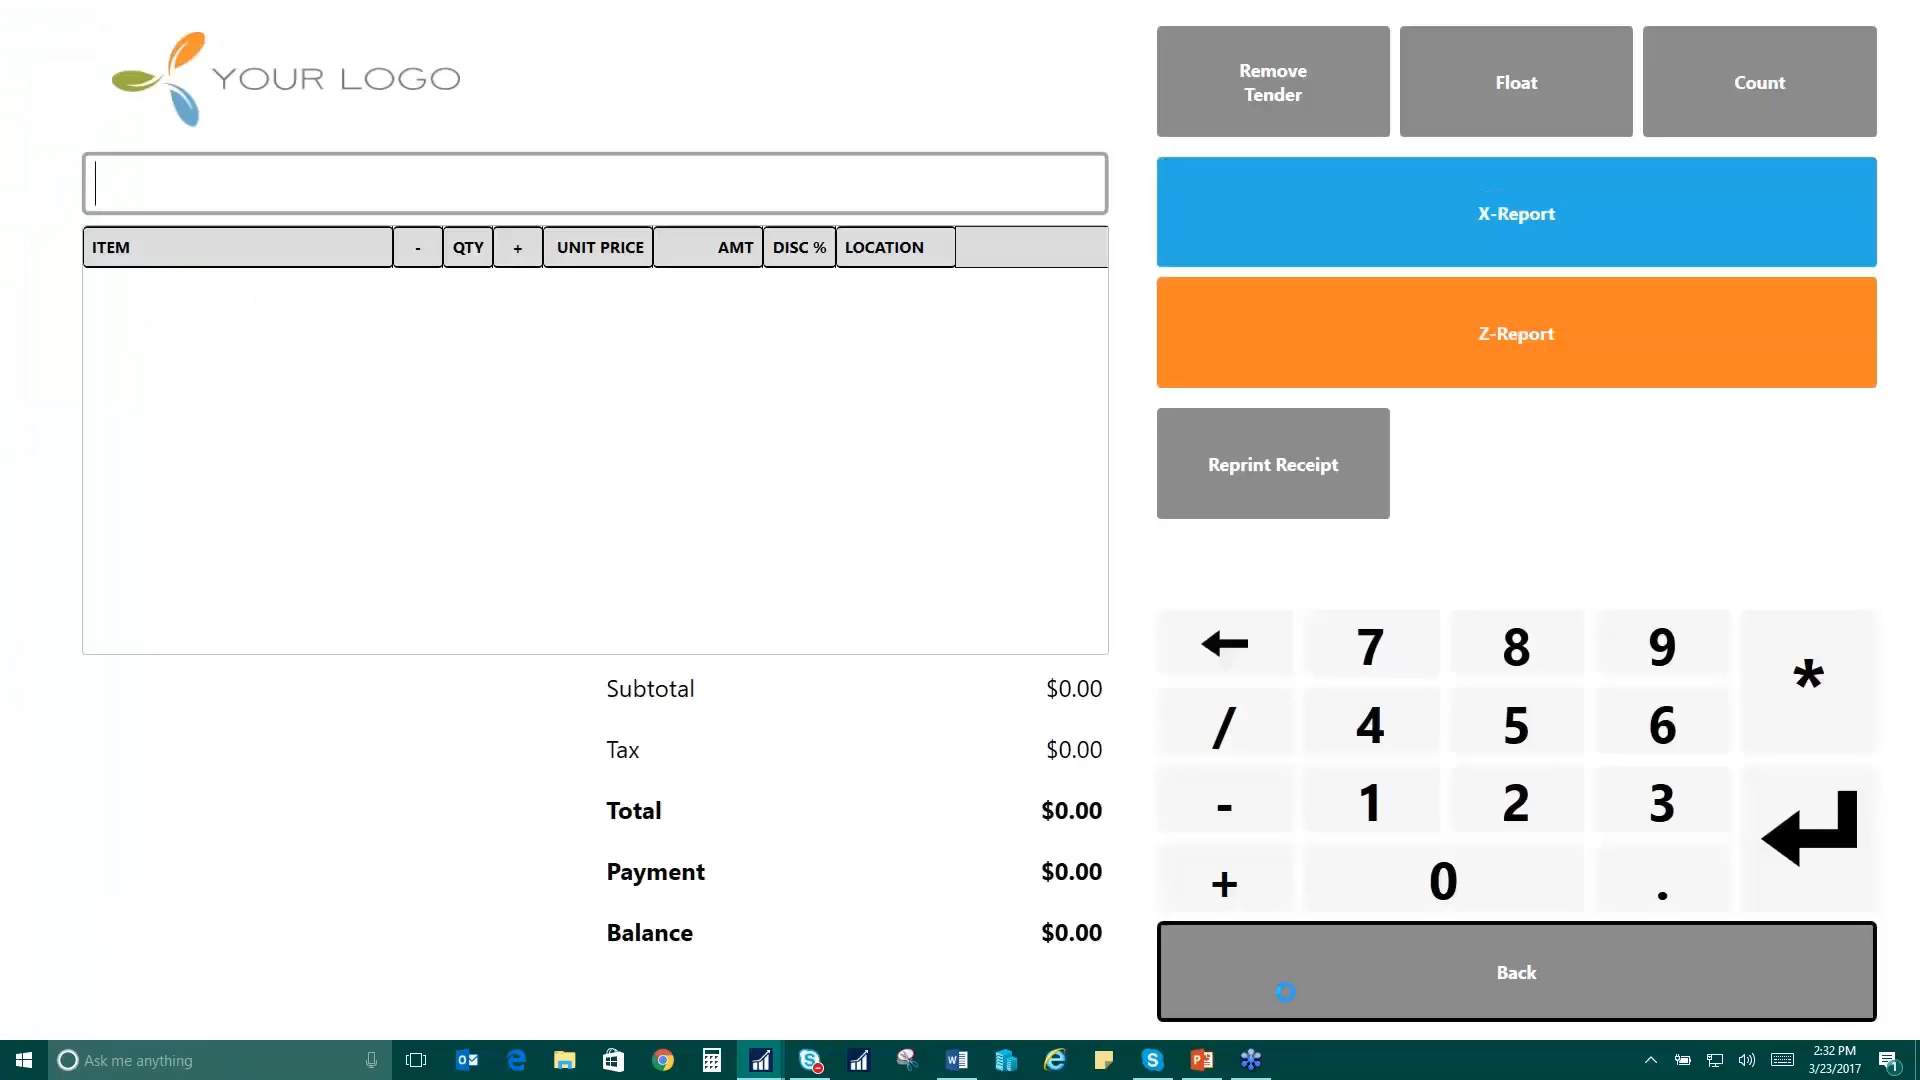 YOUR LOGO
Remove
Tender
Float
Count
X-Report
Z-Report
Reprint Receipt
ITEM - QTY + UNIT PRICE AMT DISC % LOCATION
Subtotal $0.00
Tax $0.00
Total $0.00
Payment $0.00
Balance $0.00
7 8 9 *
/ 4 5 6
- 1 2 3
+ 0 .
Back
Ask me anything
2:32 PM
3/23/2017
1